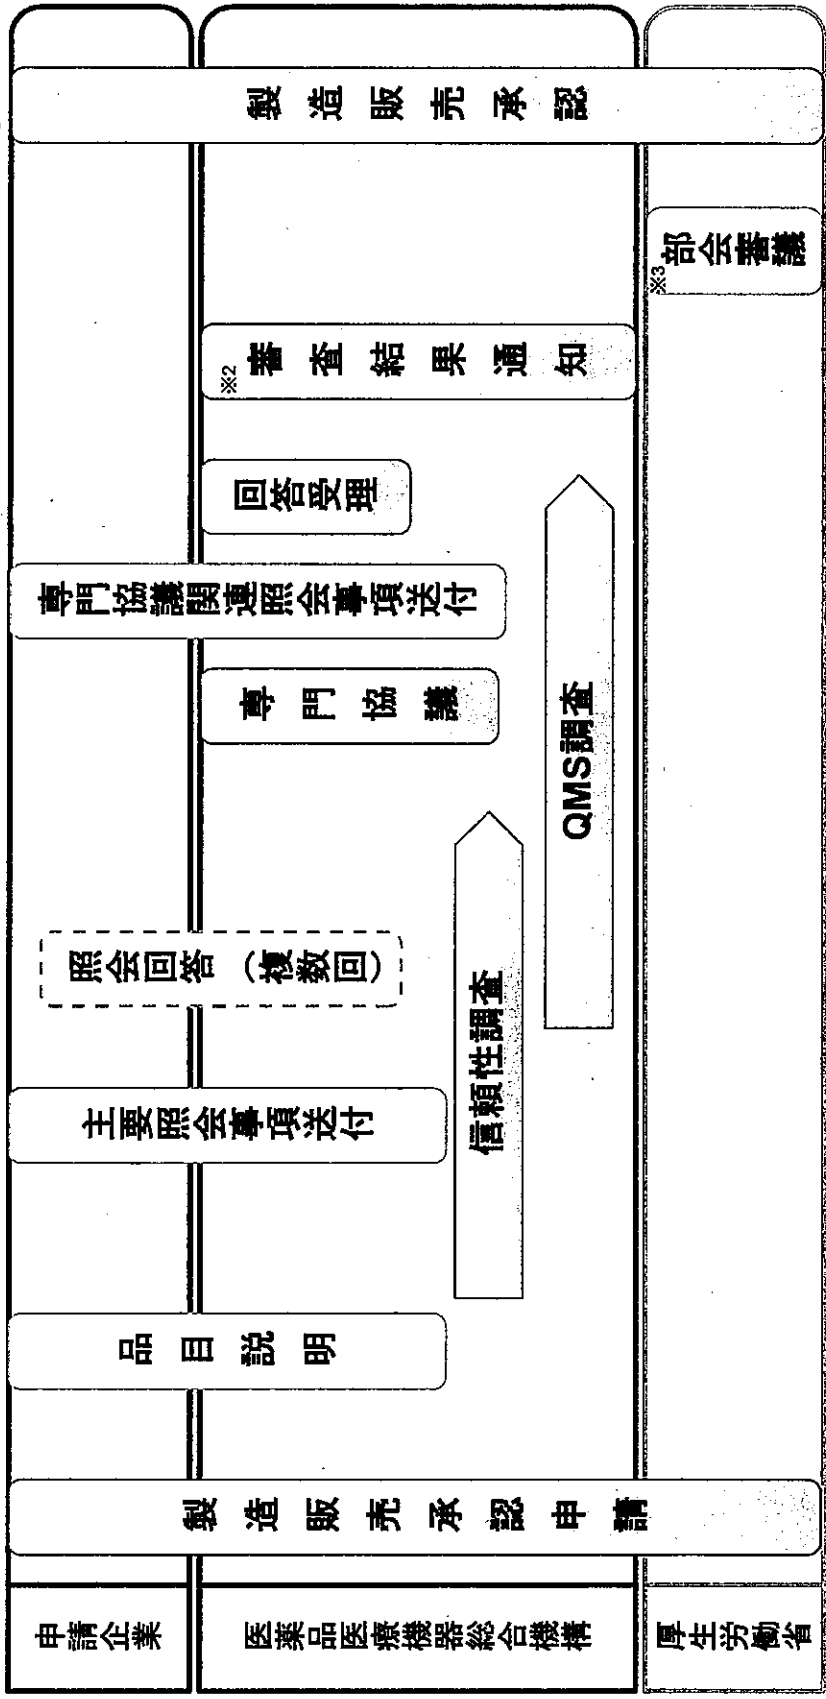 申請企業
医薬品医療機器総合機構
厚生労働省
製造販売承認申請
品目説明
主要照会事項送付
照会回答（複数回）
信頼性調査
QMS調査
専門協議
専門協議関連照会事項送付
回答受理
※2
審査結果通知
※3
部会審議
製造販売承認